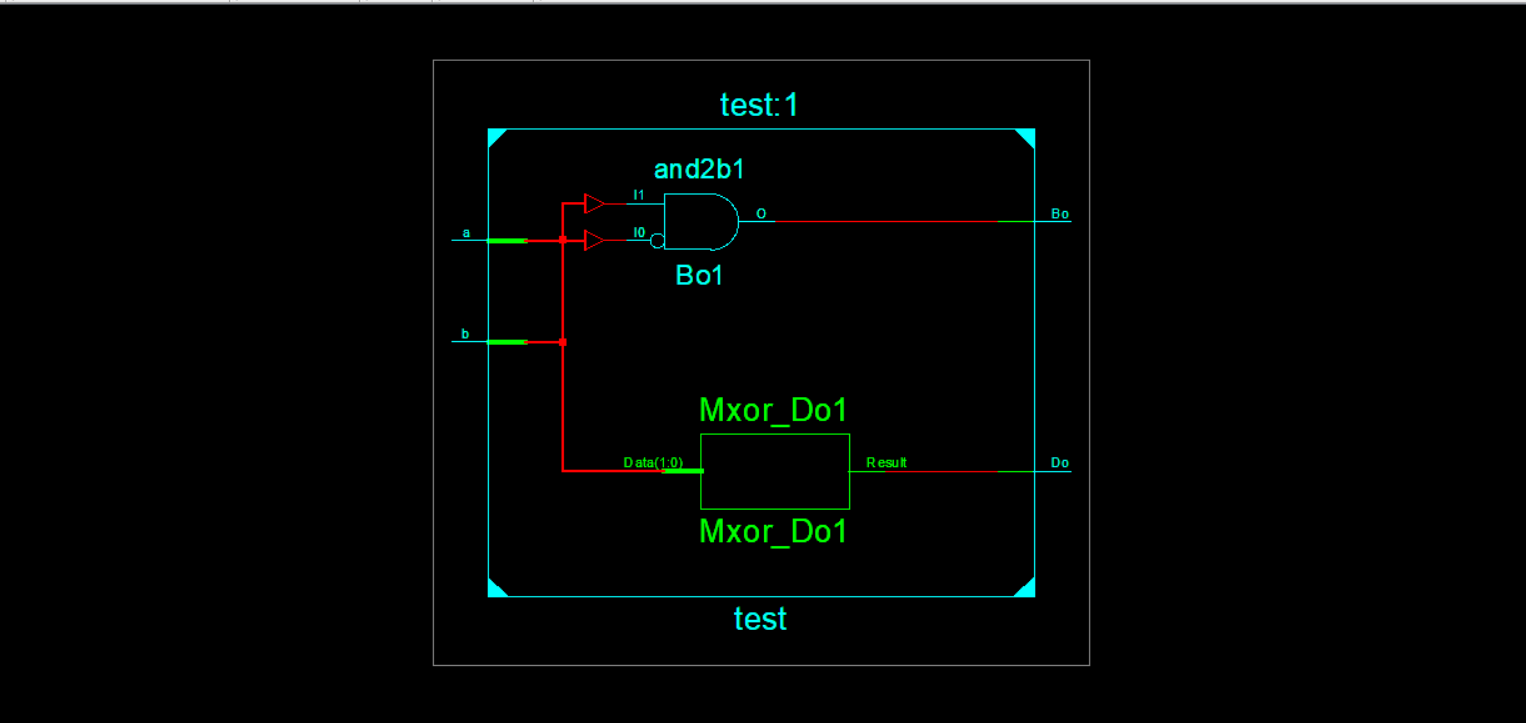 test:1
and2b1
I1
O
Bo
a
I0
Bo1
b
Mxor_Do1
Data(1:0)
Result
Do
Mxor_Do1
test